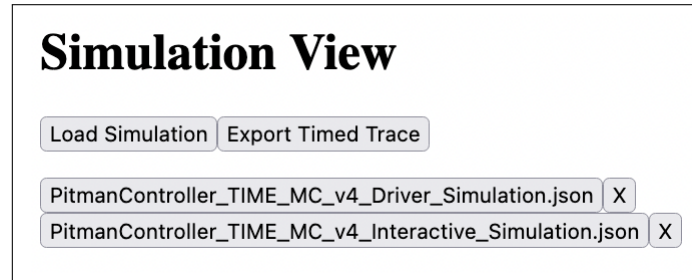 Simulation View
Load Simulation Export Timed Trace
PitmanController_TIME_MC_v4_Driver_Simulation.json X
PitmanController_TIME_MC_v4_Interactive_Simulation.json X